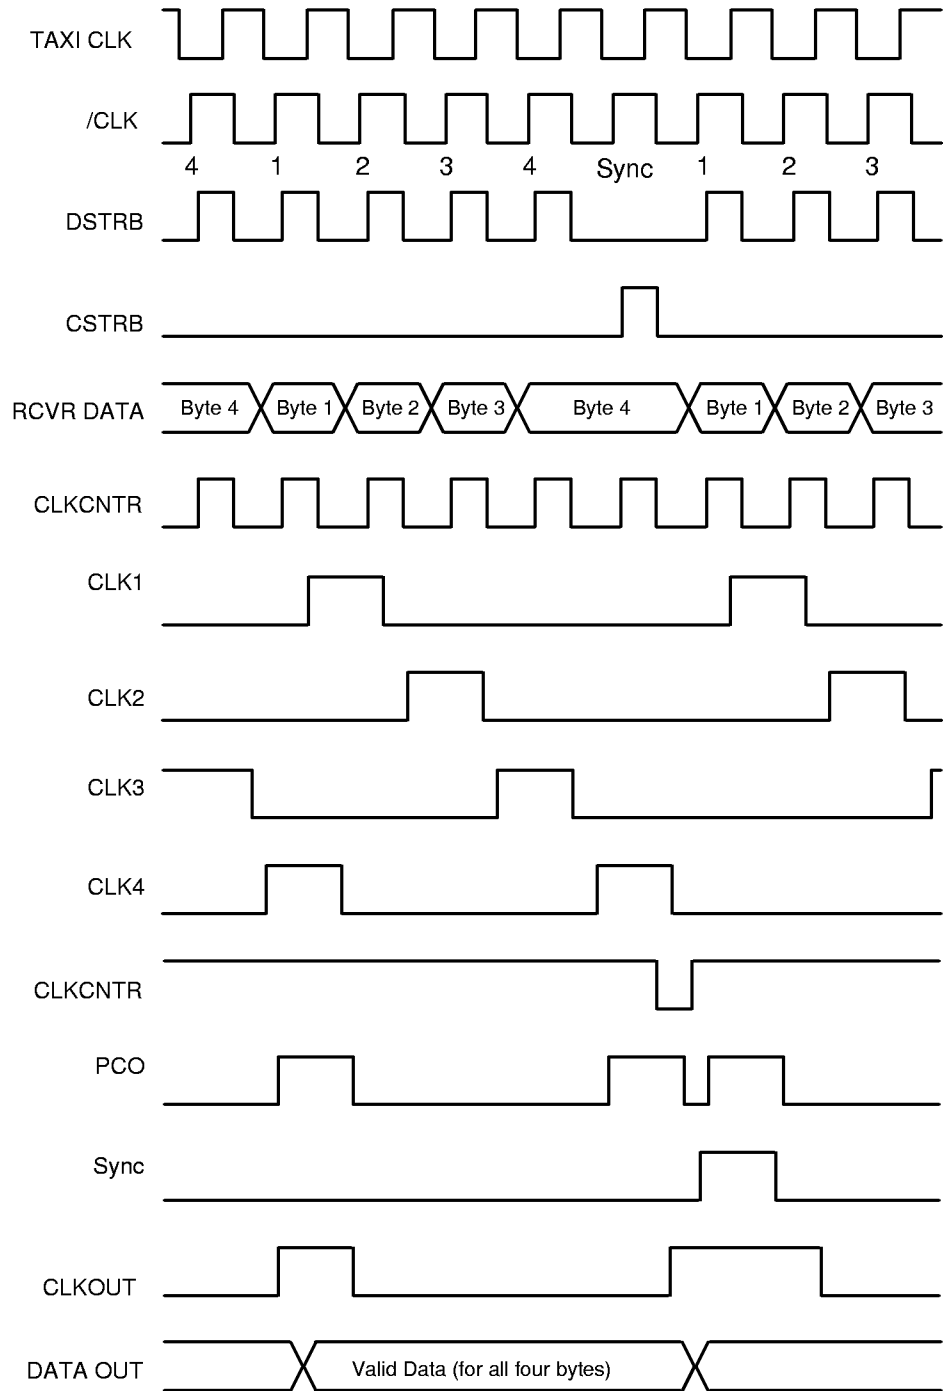 TAXI CLK
/CLK
4 1 2 3 4 Sync 1 2 3
DSTRB
CSTRB
RCVR DATA Byte 4 Byte 1 Byte 2 Byte 3 Byte 4 Byte 1 Byte 2 Byte 3
CLKCNTR
CLK1
CLK2
CLK3
CLK4
CLKCNTR
PCO
Sync
CLKOUT
DATA OUT Valid Data (for all four bytes)